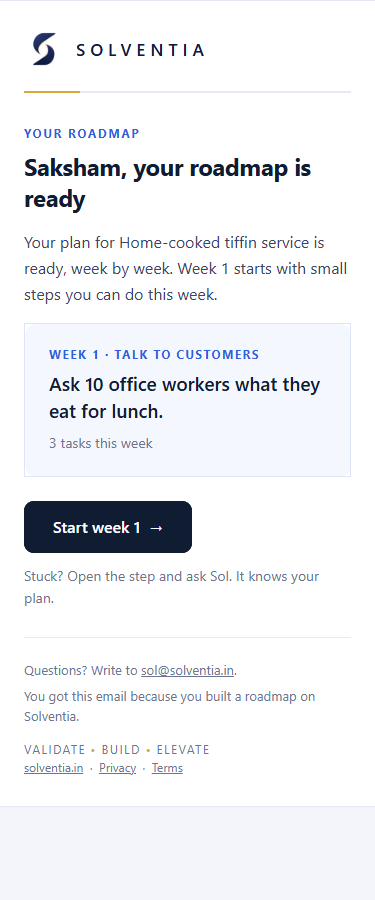 SOLVENTIA
YOUR ROADMAP
Saksham, your roadmap is
ready
Your plan for Home-cooked tiffin service is
ready, week by week. Week 1 starts with small
steps you can do this week.
WEEK 1 · TALK TO CUSTOMERS
Ask 10 office workers what they
eat for lunch.
3 tasks this week
Start week 1 →
Stuck? Open the step and ask Sol. It knows your
plan.
Questions? Write to sol@solventia.in.
You got this email because you built a roadmap on
Solventia.
VALIDATE • BUILD • ELEVATE
solventia.in · Privacy · Terms